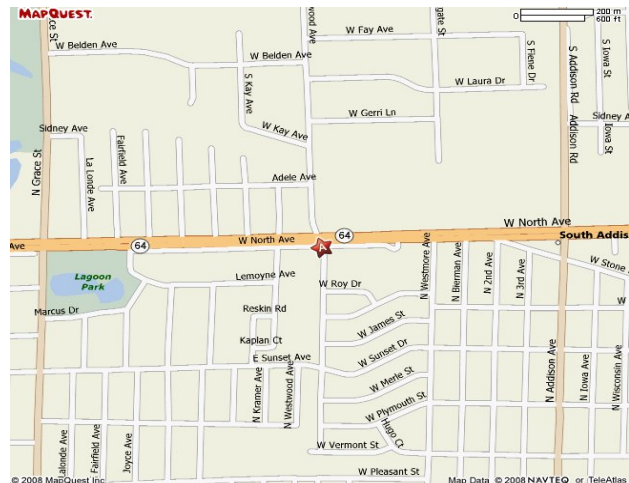 MAPQUEST
200 m
600 ft
W Fay Ave
W Belden Ave
W Belden Ave
S Kay Ave
S Fiene Dr
S Addison Rd
S Iowa St
W Laura Dr
W Gerri Ln
Sidney Ave
W Kay Ave
Addison Rd
Sidney A
Iowa St
N Grace St
La Londe Ave
Fairfield Ave
Adele Ave
W North Ave
64
W North Ave
64
South Addis
Ave
A
Lagoon
Park
Lemoyne Ave
N Westmore Ave
N Bierman Ave
N 2nd Ave
N 3rd Ave
W Stone
W Roy Dr
Marcus Dr
Reskin Rd
W James St
Kaplan Ct
E Sunset Ave
W Sunset Dr
N Kramer Ave
N Westwood Ave
W Merle St
N Addison Ave
N Iowa Ave
N Wisconsin Ave
W Plymouth St
Hugo Ct
W Vermont St
Lalonde Ave
Fairfield Ave
Joyce Ave
W Pleasant St
© 2008 MapQuest Inc
Map Data © 2008 NAVTEQ or TeleAtlas